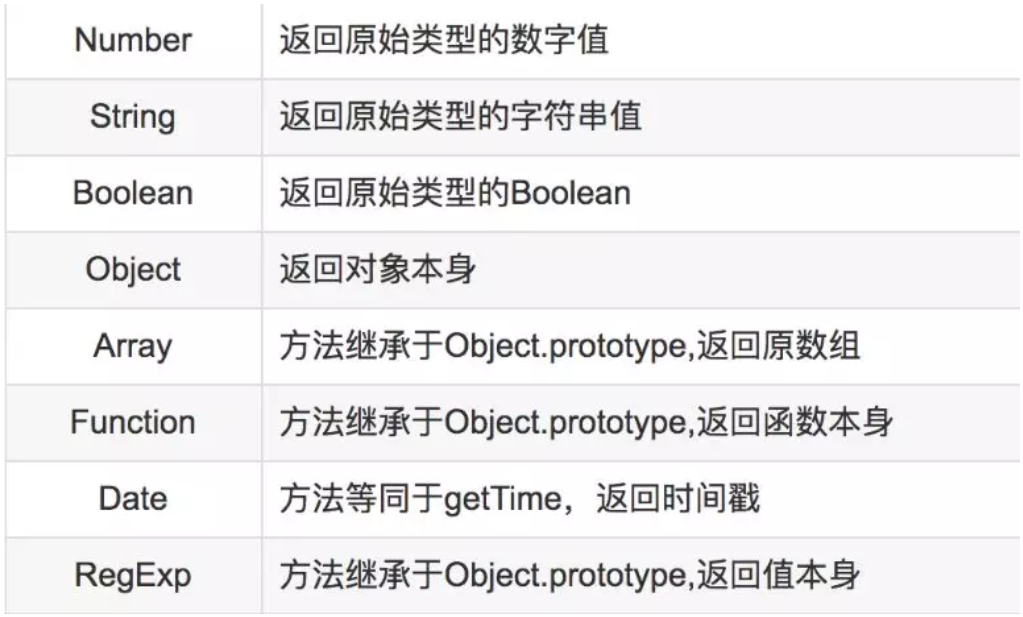 Number 返回原始类型的数字值
String 返回原始类型的字符串值
Boolean 返回原始类型的Boolean
Object 返回对象本身
Array 方法继承于Object.prototype,返回原数组
Function 方法继承于Object.prototype,返回函数本身
Date 方法等同于getTime，返回时间戳
RegExp 方法继承于Object.prototype,返回值本身